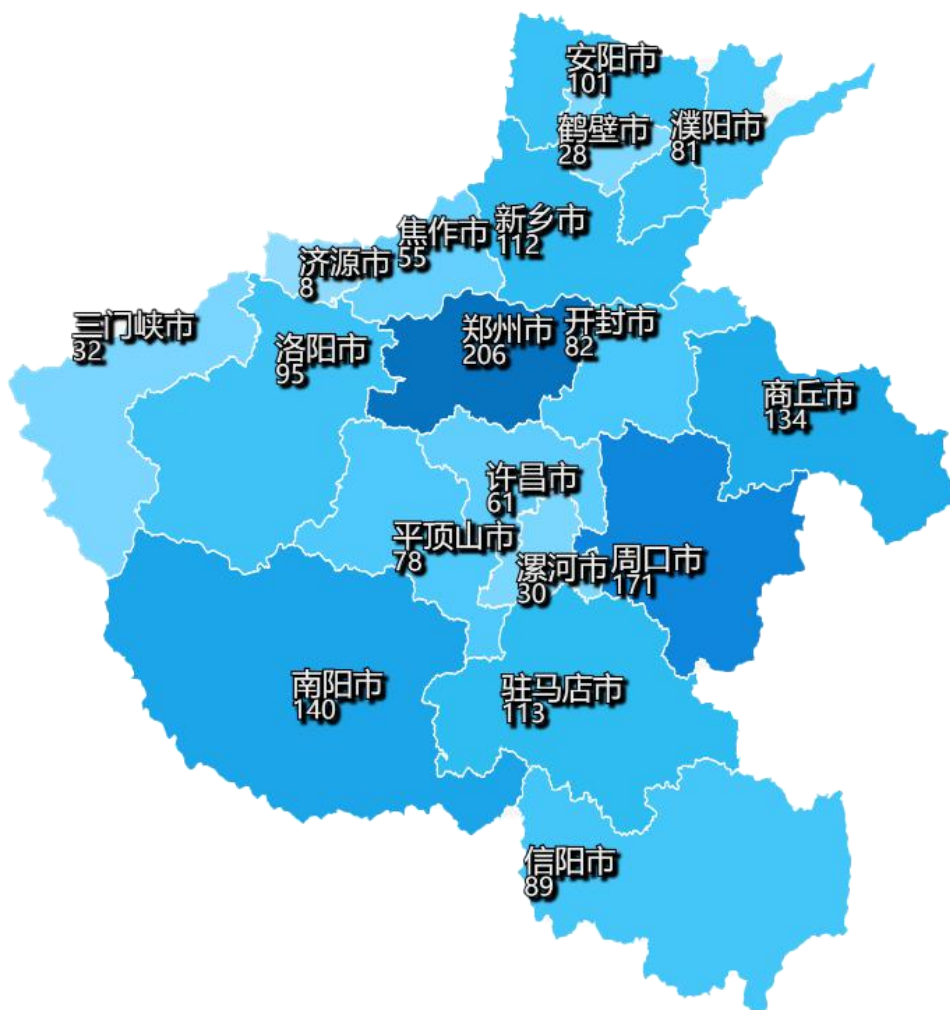 安阳市
101
鹤壁市
28
濮阳市
81
新乡市
112
焦作市
55
济源市
8
三门峡市
32
洛阳市
95
郑州市
206
开封市
82
商丘市
134
许昌市
61
平顶山市
78
漯河市
30
周口市
171
南阳市
140
驻马店市
113
信阳市
89